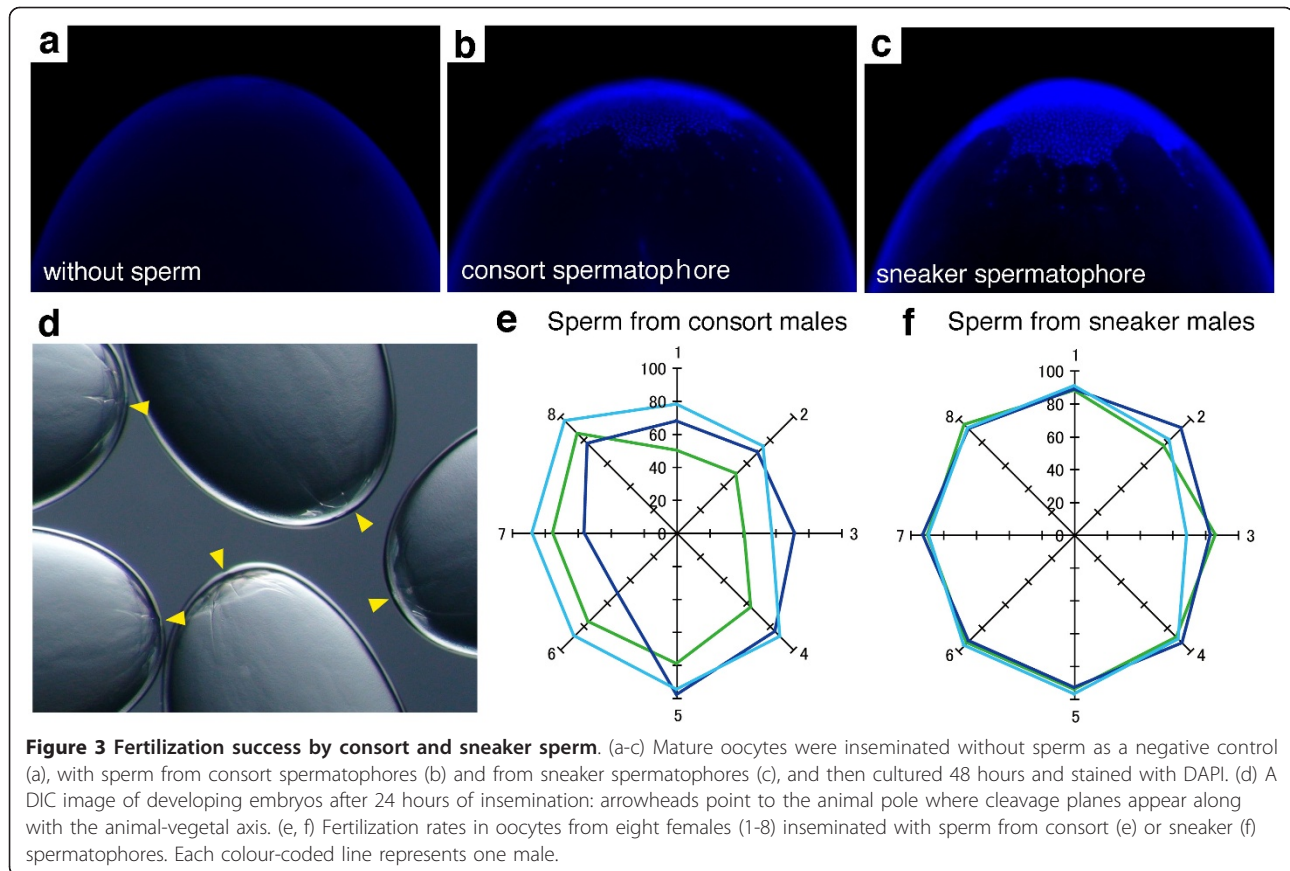 a
b
c
without sperm
consort spermatophore
sneaker spermatophore
d
e Sperm from consort males
1
100
80
60
40
20
0
2
3
4
5
6
7
8
f Sperm from sneaker males
1
100
80
60
40
20
0
2
3
4
5
6
7
8
Figure 3 Fertilization success by consort and sneaker sperm. (a-c) Mature oocytes were inseminated without sperm as a negative control
(a), with sperm from consort spermatophores (b) and from sneaker spermatophores (c), and then cultured 48 hours and stained with DAPI. (d) A
DIC image of developing embryos after 24 hours of insemination: arrowheads point to the animal pole where cleavage planes appear along
with the animal-vegetal axis. (e, f) Fertilization rates in oocytes from eight females (1-8) inseminated with sperm from consort (e) or sneaker (f)
spermatophores. Each colour-coded line represents one male.